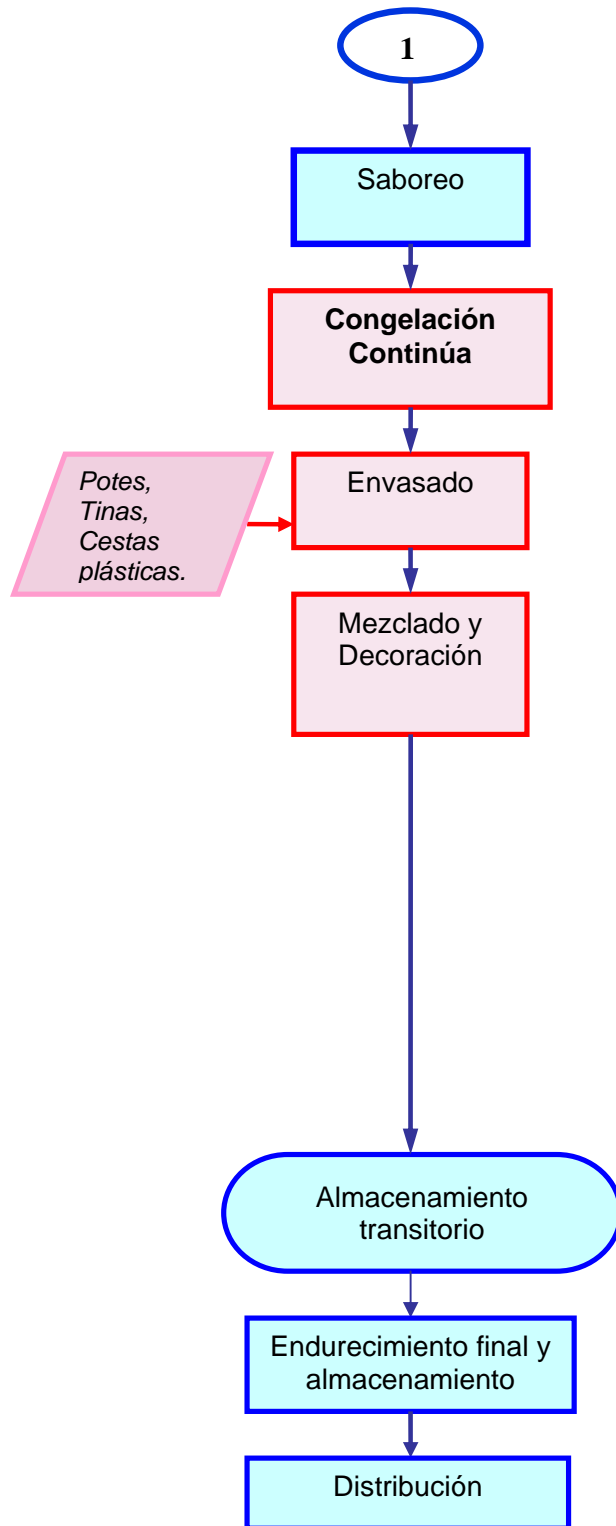 1
Saboreo
Congelación
Continúa
Potes,
Tinas,
Cestas
plásticas.
Envasado
Mezclado y
Decoración
Almacenamiento
transitorio
Endurecimiento final y
almacenamiento
Distribución